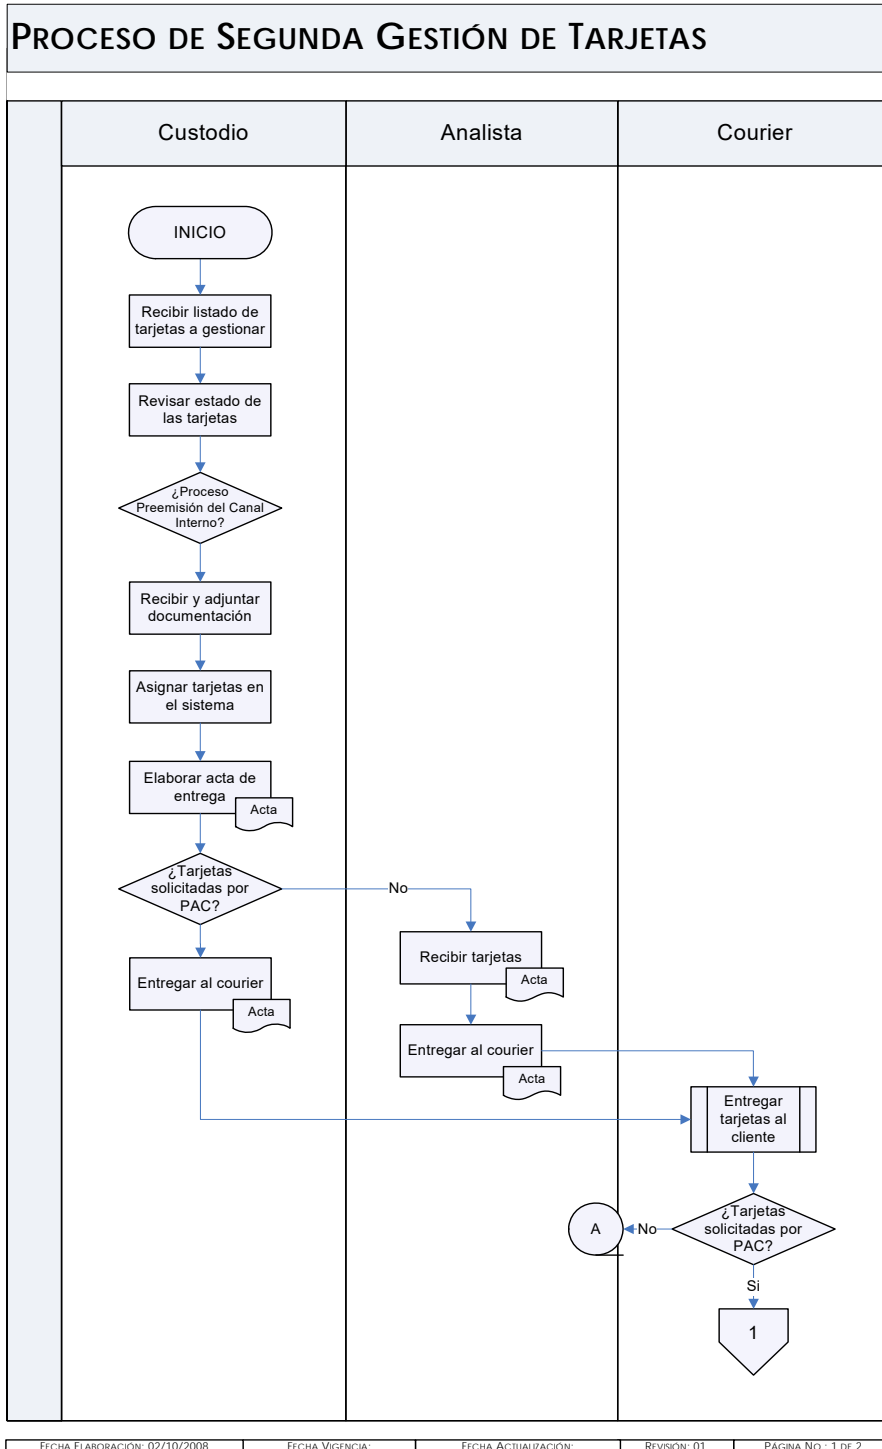 PROCESO DE SEGUNDA GESTIÓN DE TARJETAS
Custodio
Analista
Courier
INICIO
Recibir listado de
tarjetas a gestionar
Revisar estado de
las tarjetas
¿Proceso
Preemisión del Canal
Interno?
Recibir y adjuntar
documentación
Asignar tarjetas en
el sistema
Elaborar acta de
entrega
Acta
¿Tarjetas
solicitadas por
PAC?
No
Recibir tarjetas
Acta
Entregar al courier
Acta
Entregar al courier
Acta
Entregar
tarjetas al
cliente
¿Tarjetas
solicitadas por
PAC?
No
A
Si
1
FECHA ELABORACIÓN: 02/10/2008
FECHA VIGENCIA:
FECHA ACTUALIZACIÓN:
REVISIÓN: 01
PÁGINA NO.: 1 DE 2